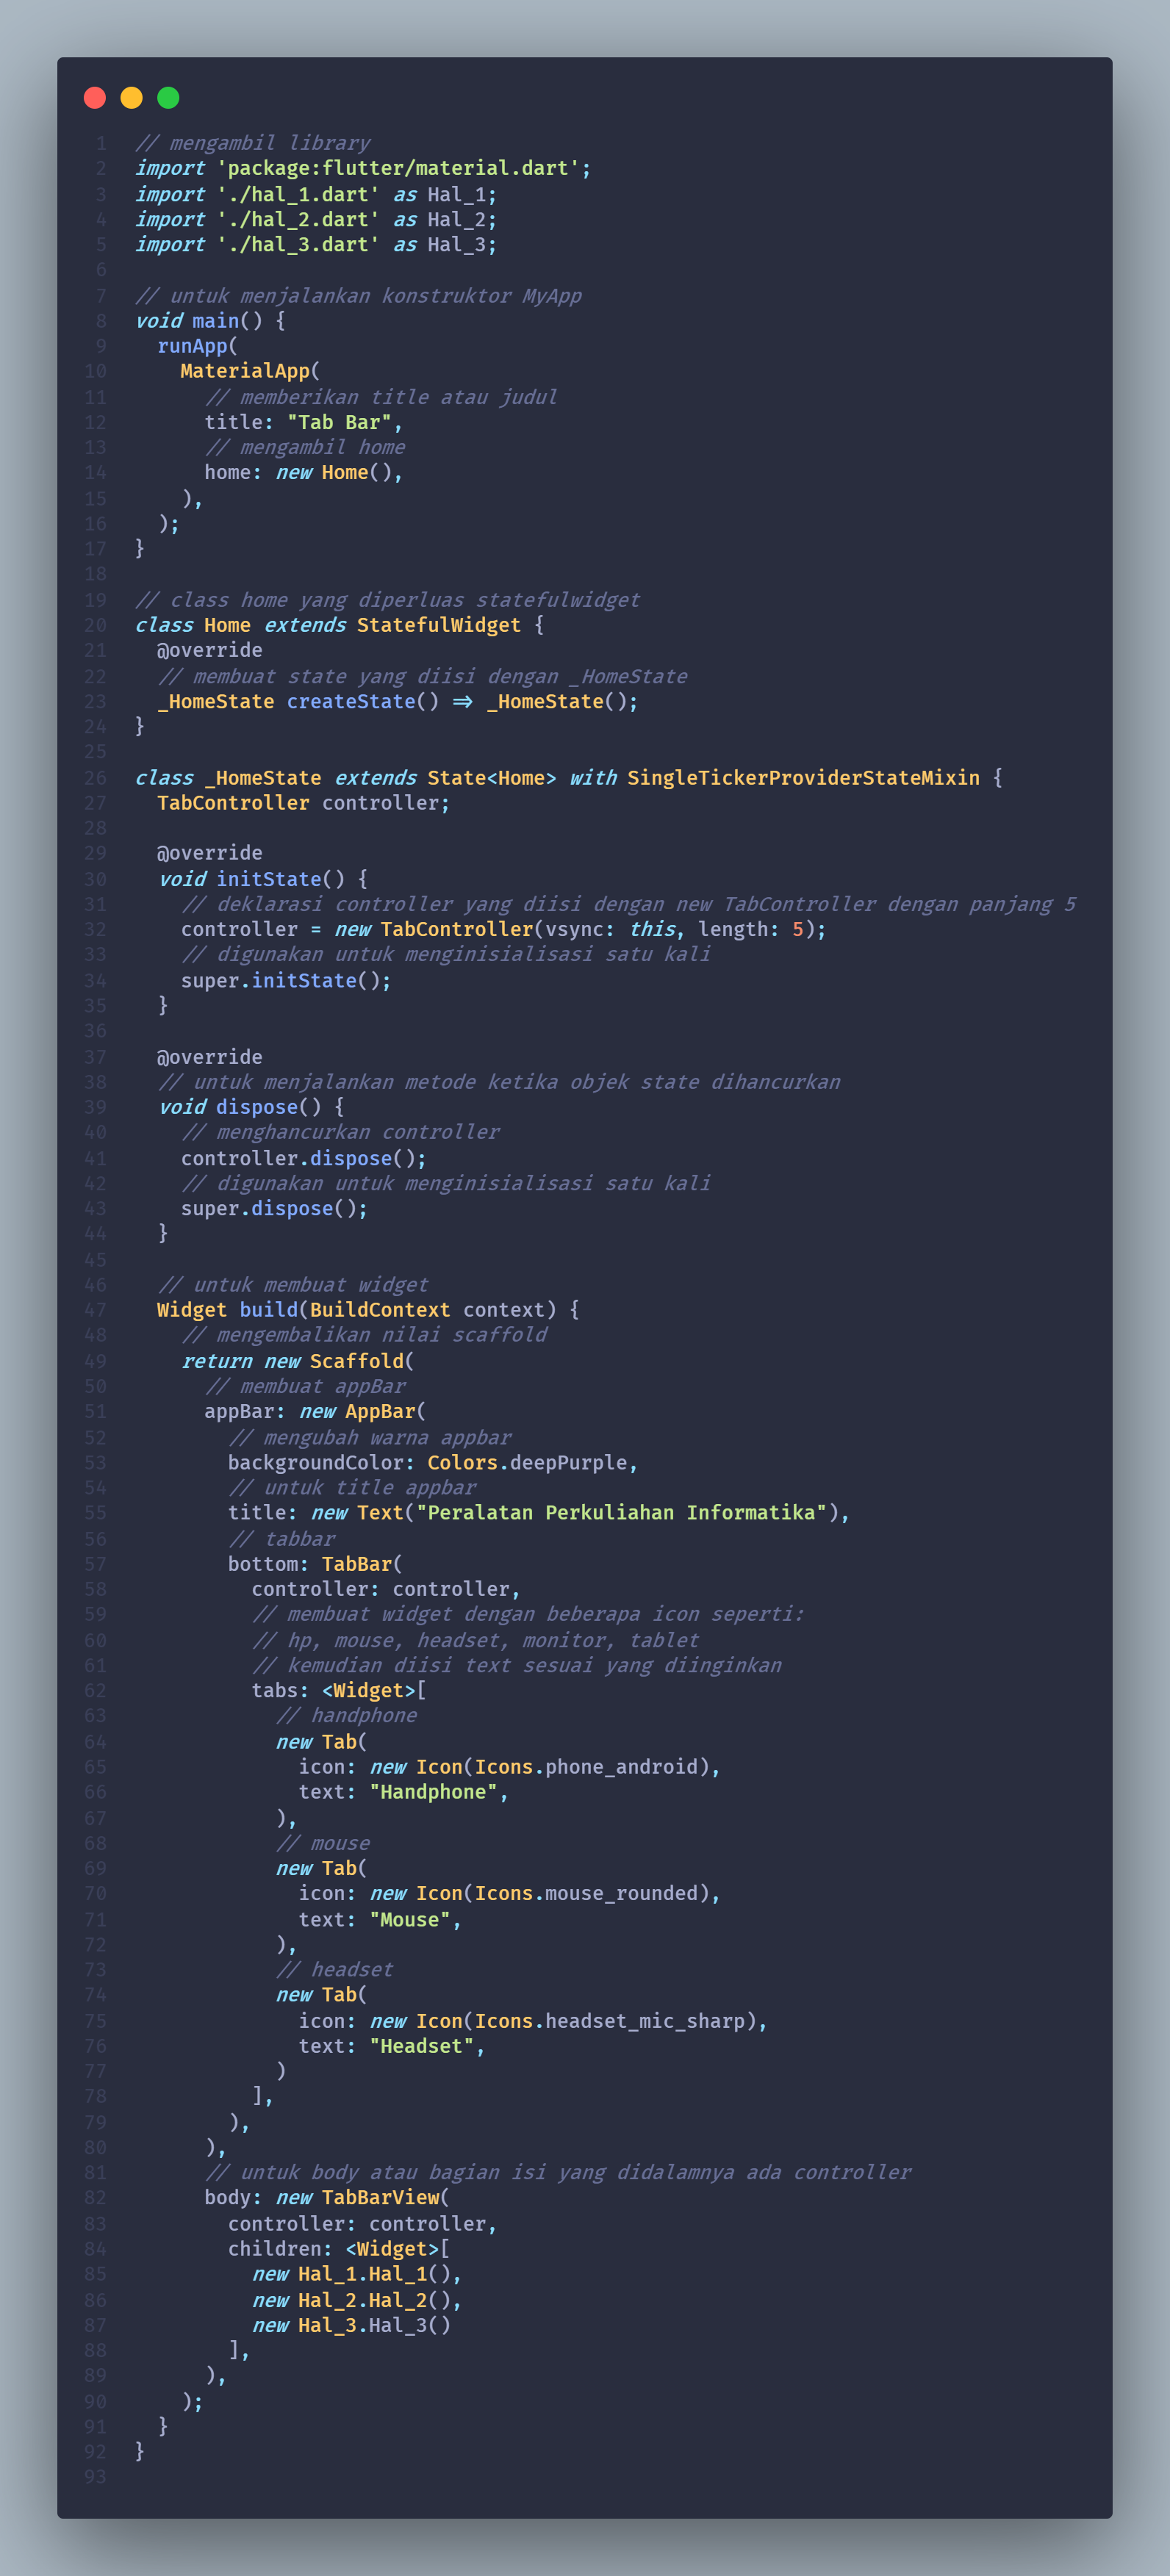 1 // mengambil library
2 import 'package:flutter/material.dart';
3 import './hal_1.dart' as Hal_1;
4 import './hal_2.dart' as Hal_2;
5 import './hal_3.dart' as Hal_3;
6
7 // untuk menjalankan konstruktor MyApp
8 void main() {
9   runApp(
10     MaterialApp(
11       // memberikan title atau judul
12       title: "Tab Bar",
13       // mengambil home
14       home: new Home(),
15     ),
16   );
17 }
18
19 // class home yang diperluas statefulwidget
20 class Home extends StatefulWidget {
21   @override
22   // membuat state yang diisi dengan _HomeState
23   _HomeState createState() => _HomeState();
24 }
25
26 class _HomeState extends State<Home> with SingleTickerProviderStateMixin {
27   TabController controller;
28
29   @override
30   void initState() {
31     // deklarasi controller yang diisi dengan new TabController dengan panjang 5
32     controller = new TabController(vsync: this, length: 5);
33     // digunakan untuk menginisialisasi satu kali
34     super.initState();
35   }
36
37   @override
38   // untuk menjalankan metode ketika objek state dihancurkan
39   void dispose() {
40     // menghancurkan controller
41     controller.dispose();
42     // digunakan untuk menginisialisasi satu kali
43     super.dispose();
44   }
45
46   // untuk membuat widget
47   Widget build(BuildContext context) {
48     // mengembalikan nilai scaffold
49     return new Scaffold(
50       // membuat appBar
51       appBar: new AppBar(
52         // mengubah warna appbar
53         backgroundColor: Colors.deepPurple,
54         // untuk title appbar
55         title: new Text("Peralatan Perkuliahan Informatika"),
56         // tabbar
57         bottom: TabBar(
58           controller: controller,
59           // membuat widget dengan beberapa icon seperti:
60           // hp, mouse, headset, monitor, tablet
61           // kemudian diisi text sesuai yang diinginkan
62           tabs: <Widget>[
63             // handphone
64             new Tab(
65               icon: new Icon(Icons.phone_android),
66               text: "Handphone",
67             ),
68             // mouse
69             new Tab(
70               icon: new Icon(Icons.mouse_rounded),
71               text: "Mouse",
72             ),
73             // headset
74             new Tab(
75               icon: new Icon(Icons.headset_mic_sharp),
76               text: "Headset",
77             )
78           ],
79         ),
80       ),
81       // untuk body atau bagian isi yang didalamnya ada controller
82       body: new TabBarView(
83         controller: controller,
84         children: <Widget>[
85           new Hal_1.Hal_1(),
86           new Hal_2.Hal_2(),
87           new Hal_3.Hal_3()
88         ],
89       ),
90     );
91   }
92 }
93